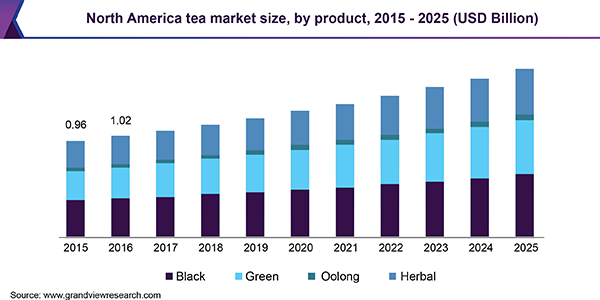 North America tea market size, by product, 2015 - 2025 (USD Billion)
0.96
1.02
2015 2016 2017 2018 2019 2020 2021 2022 2023 2024 2025
Black Green Oolong Herbal
Source: www.grandviewresearch.com